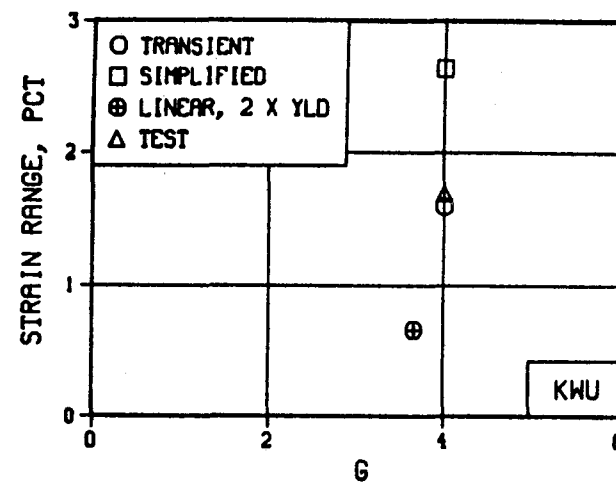 3
TRANSIENT
SIMPLIFIED
LINEAR, 2 X YLD
TEST
STRAIN RANGE, PCT
2
1
KWU
0
0
2
4
G